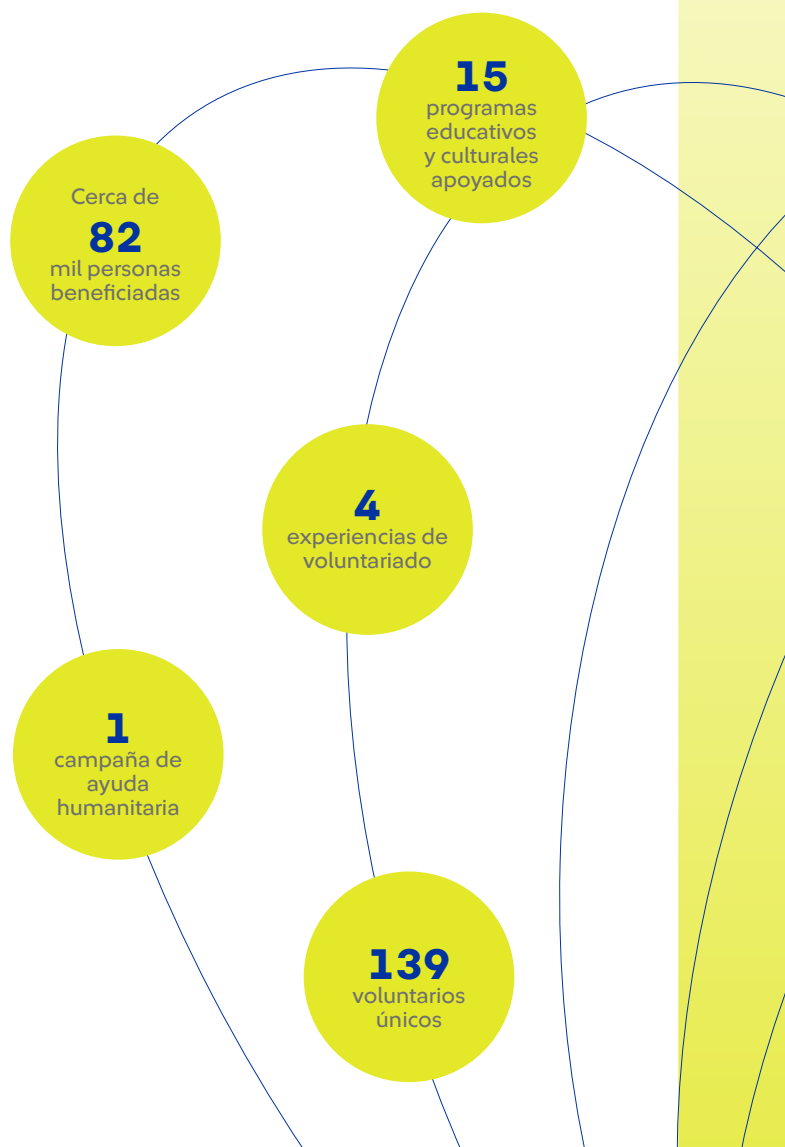 15
programas
educativos
y culturales
apoyados
Cerca de
82
mil personas
beneficiadas
4
experiencias de
voluntariado
1
campaña de
ayuda
humanitaria
139
voluntarios
únicos